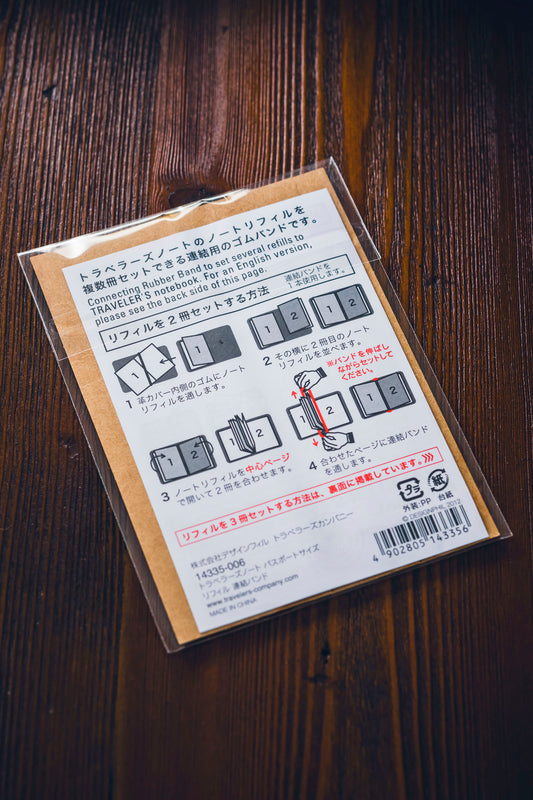 トラベラーズノートのノートリフィルを
複数冊セットできる連結用のゴムバンドです。
Connecting Rubber Band to set several refills to
TRAVELER'S notebook. For an English version,
please see the back side of this page.
リフィルを2冊セットする方法
連結バンドを
1本使用します。
1 2
1 革カバー内側のゴムにノート
リフィルを通します。
1 2
2 その横に2冊目のノート
リフィルを並べます。
1 2
3 ノートリフィルを中心ページ
で開いて2冊を合わせます。
※バンドを伸ばし
ながらセットして
ください。
1 2
4 合わせたページに連結バンド
を通します。
リフィルを3冊セットする方法は、裏面に掲載しています。
プラ 紙
外装:PP 台紙
© DESIGNPHIL 2012
4902805143356
株式会社デザインフィル トラベラーズカンパニー
14335-006
トラベラーズノート パスポートサイズ
リフィル 連結バンド
www.travelers-company.com
MADE IN CHINA